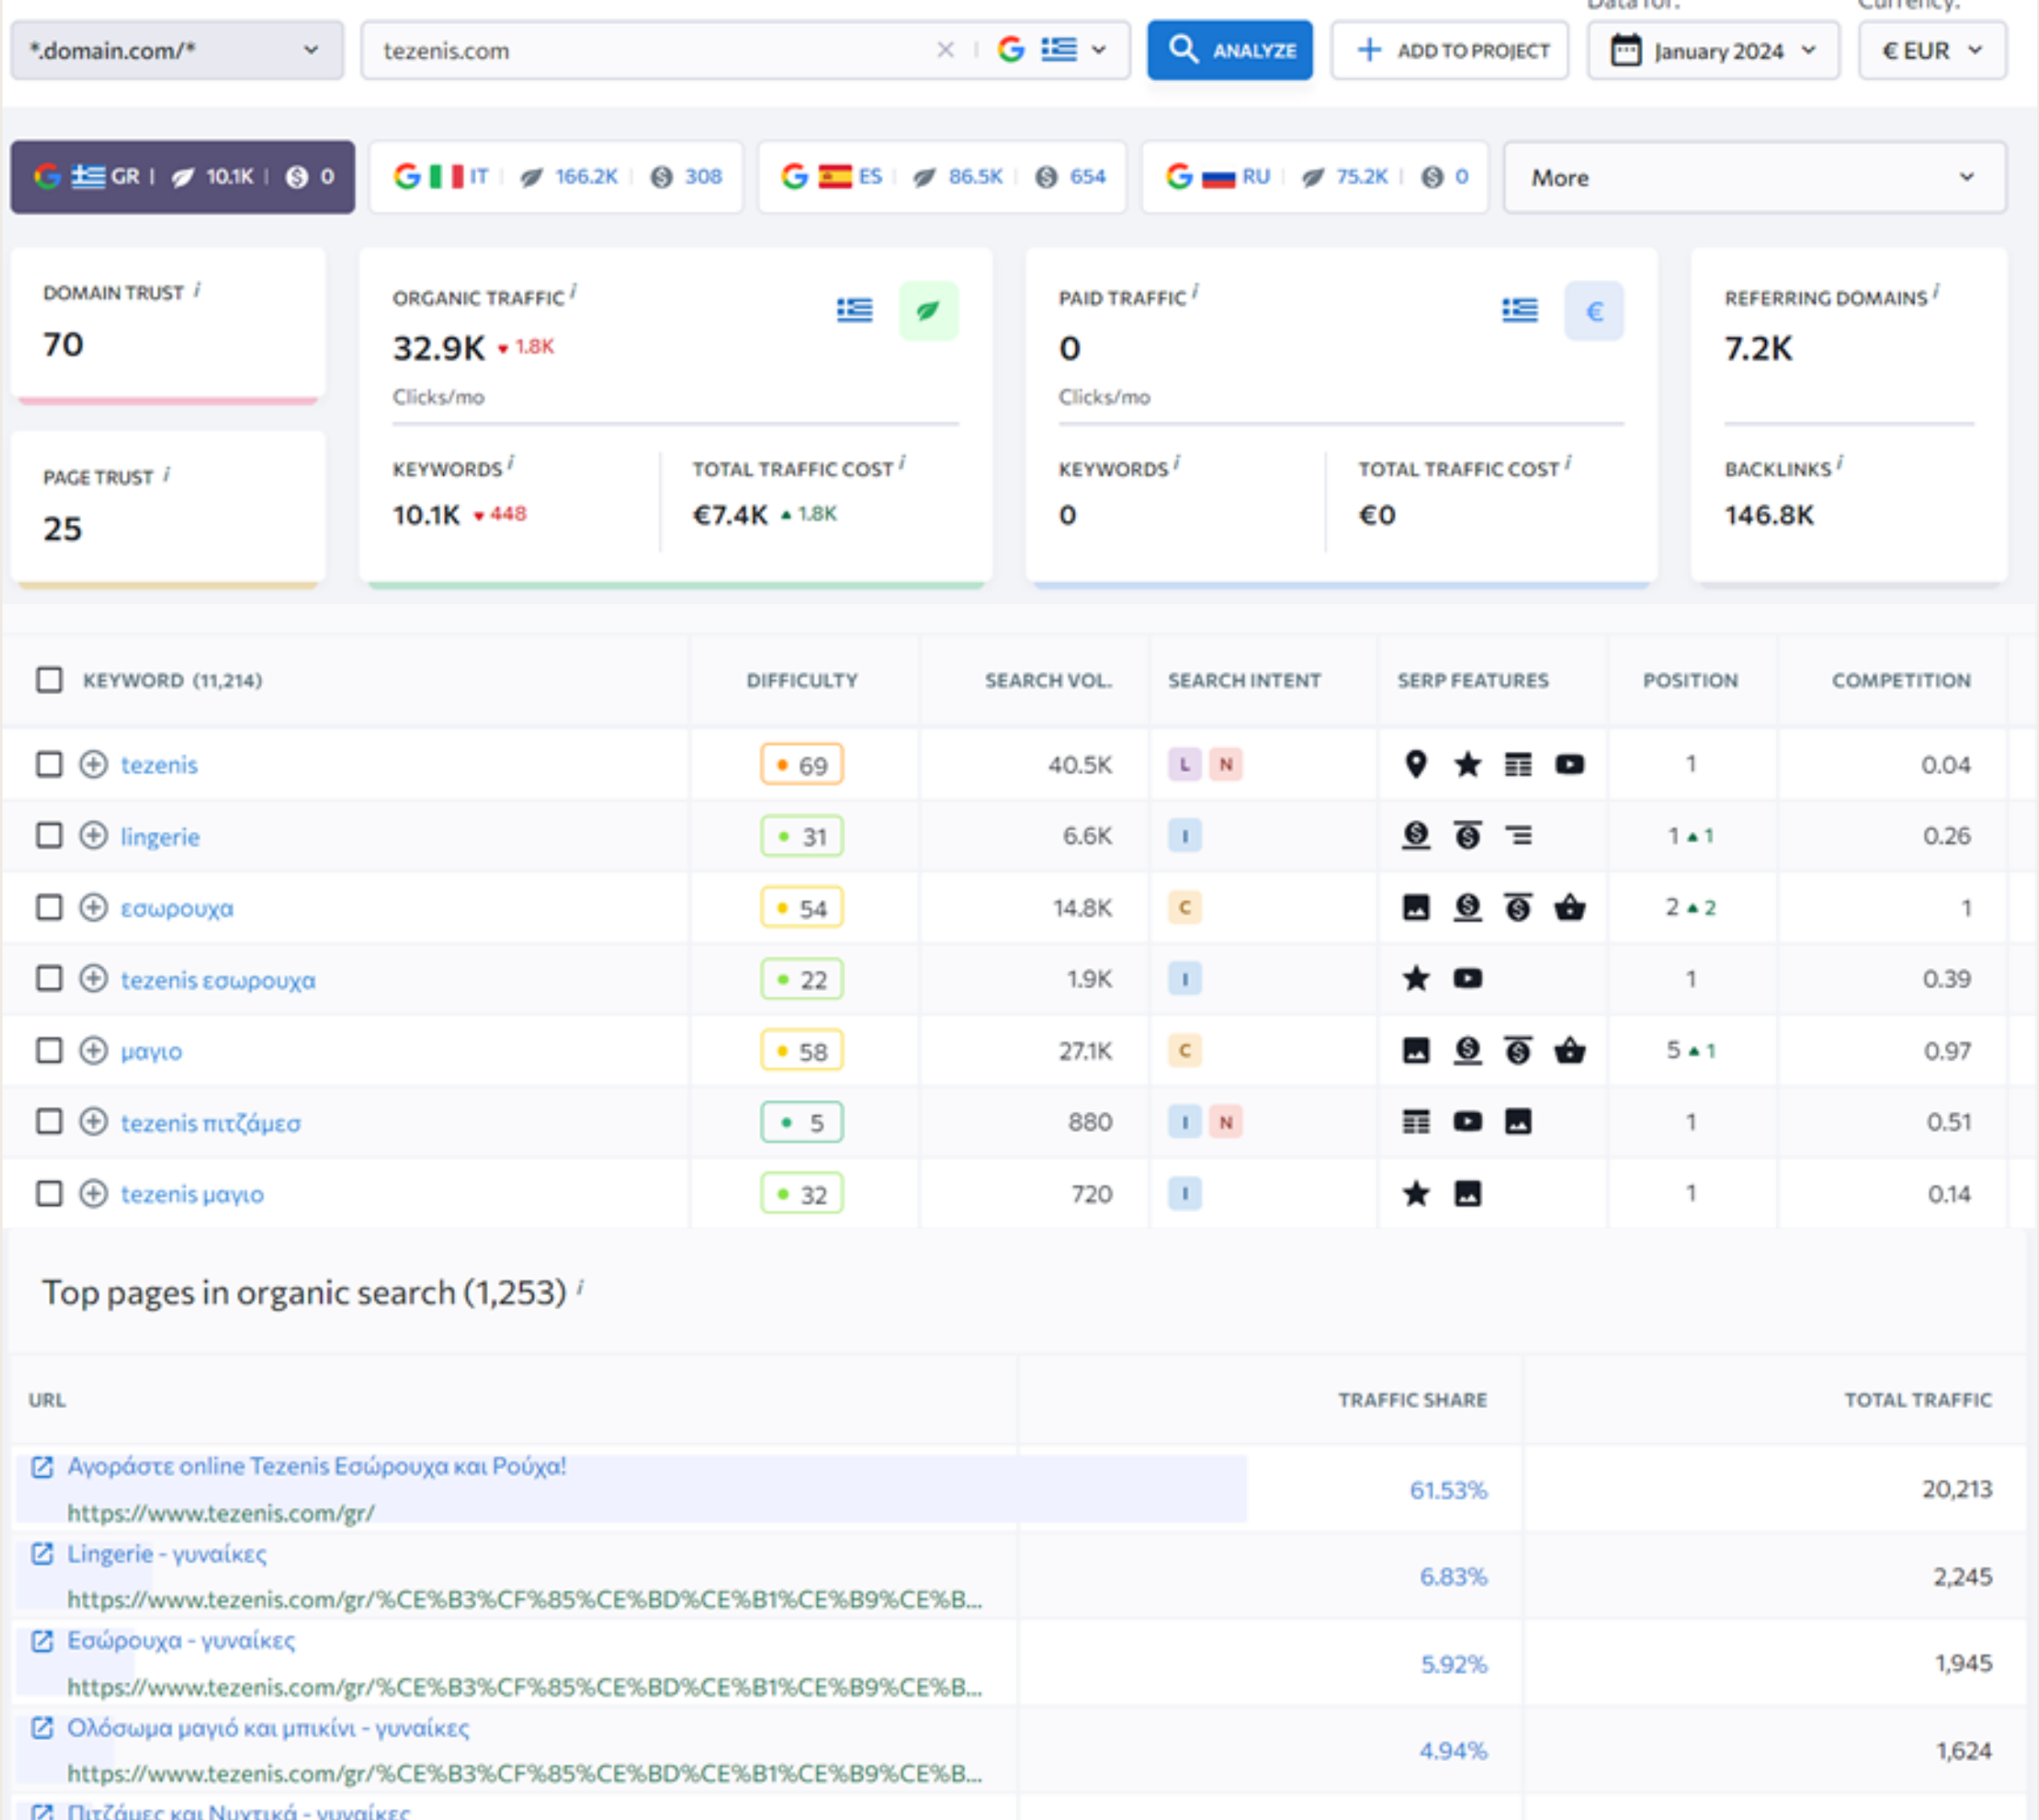 Data for: Currency:
*.domain.com/* tezenis.com ANALYZE ADD TO PROJECT January 2024 € EUR
GR 10.1K 0 IT 166.2K 308 ES 86.5K 654 RU 75.2K 0 More
DOMAIN TRUST i
70
PAGE TRUST i
25
ORGANIC TRAFFIC i
32.9K 1.8K
Clicks/mo
KEYWORDS i TOTAL TRAFFIC COST i
10.1K 448 €7.4K 1.8K
PAID TRAFFIC i
€
0
Clicks/mo
KEYWORDS i TOTAL TRAFFIC COST i
0 €0
REFERRING DOMAINS i
7.2K
BACKLINKS i
146.8K
KEYWORD (11,214) DIFFICULTY SEARCH VOL. SEARCH INTENT SERP FEATURES POSITION COMPETITION
tezenis 69 40.5K L N 1 0.04
lingerie 31 6.6K I 1 1 0.26
εσωρουχα 54 14.8K C 2 2 1
tezenis εσωρουχα 22 1.9K I 1 0.39
μαγιο 58 27.1K C 5 1 0.97
tezenis πιτζάμεσ 5 880 I N 1 0.51
tezenis μαγιο 32 720 I 1 0.14
Top pages in organic search (1,253) i
URL TRAFFIC SHARE TOTAL TRAFFIC
Αγοράστε online Tezenis Εσώρουχα και Ρούχα!
https://www.tezenis.com/gr/ 61.53% 20,213
Lingerie - γυναίκες
https://www.tezenis.com/gr/%CE%B3%CF%85%CE%BD%CE%B1%CE%B9%CE%B... 6.83% 2,245
Εσώρουχα - γυναίκες
https://www.tezenis.com/gr/%CE%B3%CF%85%CE%BD%CE%B1%CE%B9%CE%B... 5.92% 1,945
Ολόσωμα μαγιό και μπικίνι - γυναίκες
https://www.tezenis.com/gr/%CE%B3%CF%85%CE%BD%CE%B1%CE%B9%CE%B... 4.94% 1,624
Πιτζάμες και Νυχτικά - γυναίκες